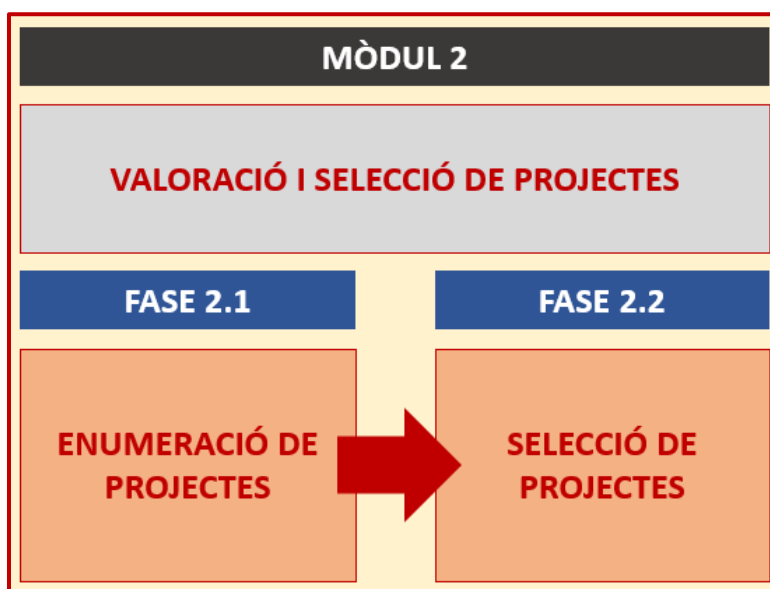 MÒDUL 2
VALORACIÓ I SELECCIÓ DE PROJECTES
FASE 2.1
FASE 2.2
ENUMERACIÓ DE
PROJECTES
SELECCIÓ DE
PROJECTES